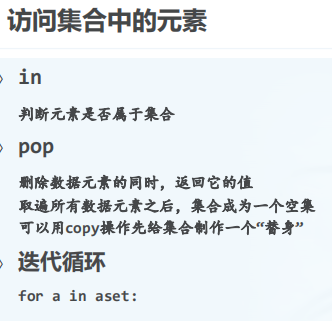 访问集合中的元素
in
判断元素是否属于集合
pop
删除数据元素的同时，返回它的值
取遍所有数据元素之后，集合成为一个空集
可以用copy操作先给集合制作一个“替身”
迭代循环
for a in aset: